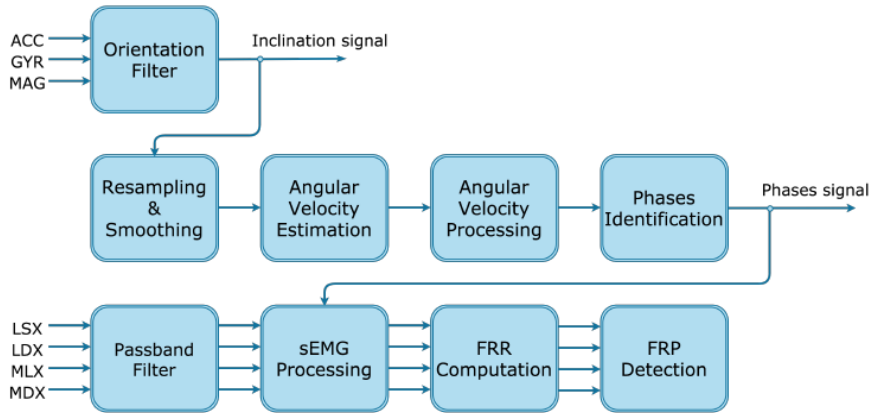 ACC
GYR
MAG
Orientation
Filter
Inclination signal
Resampling
&
Smoothing
Angular
Velocity
Estimation
Angular
Velocity
Processing
Phases
Identification
Phases signal
LSX
LDX
MLX
MDX
Passband
Filter
sEMG
Processing
FRR
Computation
FRP
Detection